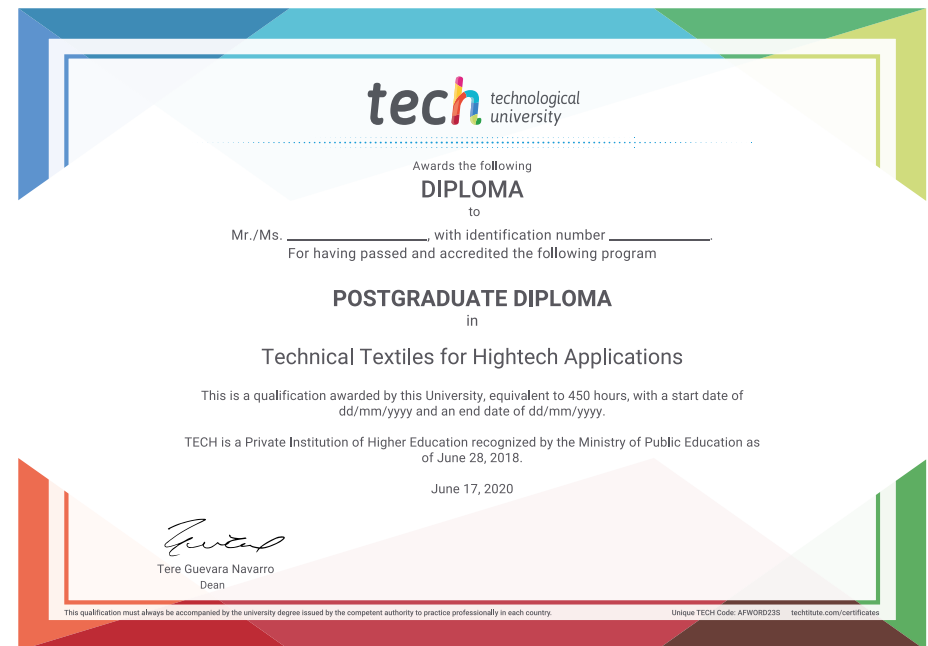 tech technological
university
Awards the following
DIPLOMA
to
Mr./Ms. ____________________, with identification number ______________.
For having passed and accredited the following program
POSTGRADUATE DIPLOMA
in
Technical Textiles for Hightech Applications
This is a qualification awarded by this University, equivalent to 450 hours, with a start date of
dd/mm/yyyy and an end date of dd/mm/yyyy.
TECH is a Private Institution of Higher Education recognized by the Ministry of Public Education as
of June 28, 2018.
June 17, 2020
Tere Guevara Navarro
Dean
This qualification must always be accompanied by the university degree issued by the competent authority to practice professionally in each country. Unique TECH Code: AFWORD23S techtitute.com/certificates